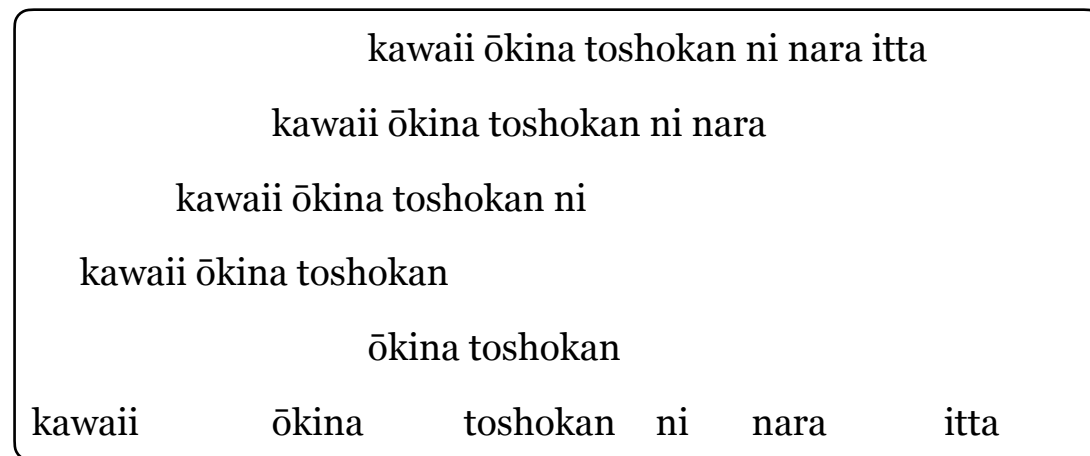 kawaii ōkina toshokan ni nara itta
kawaii ōkina toshokan ni nara
kawaii ōkina toshokan ni
kawaii ōkina toshokan
ōkina toshokan
kawaii ōkina toshokan ni nara itta